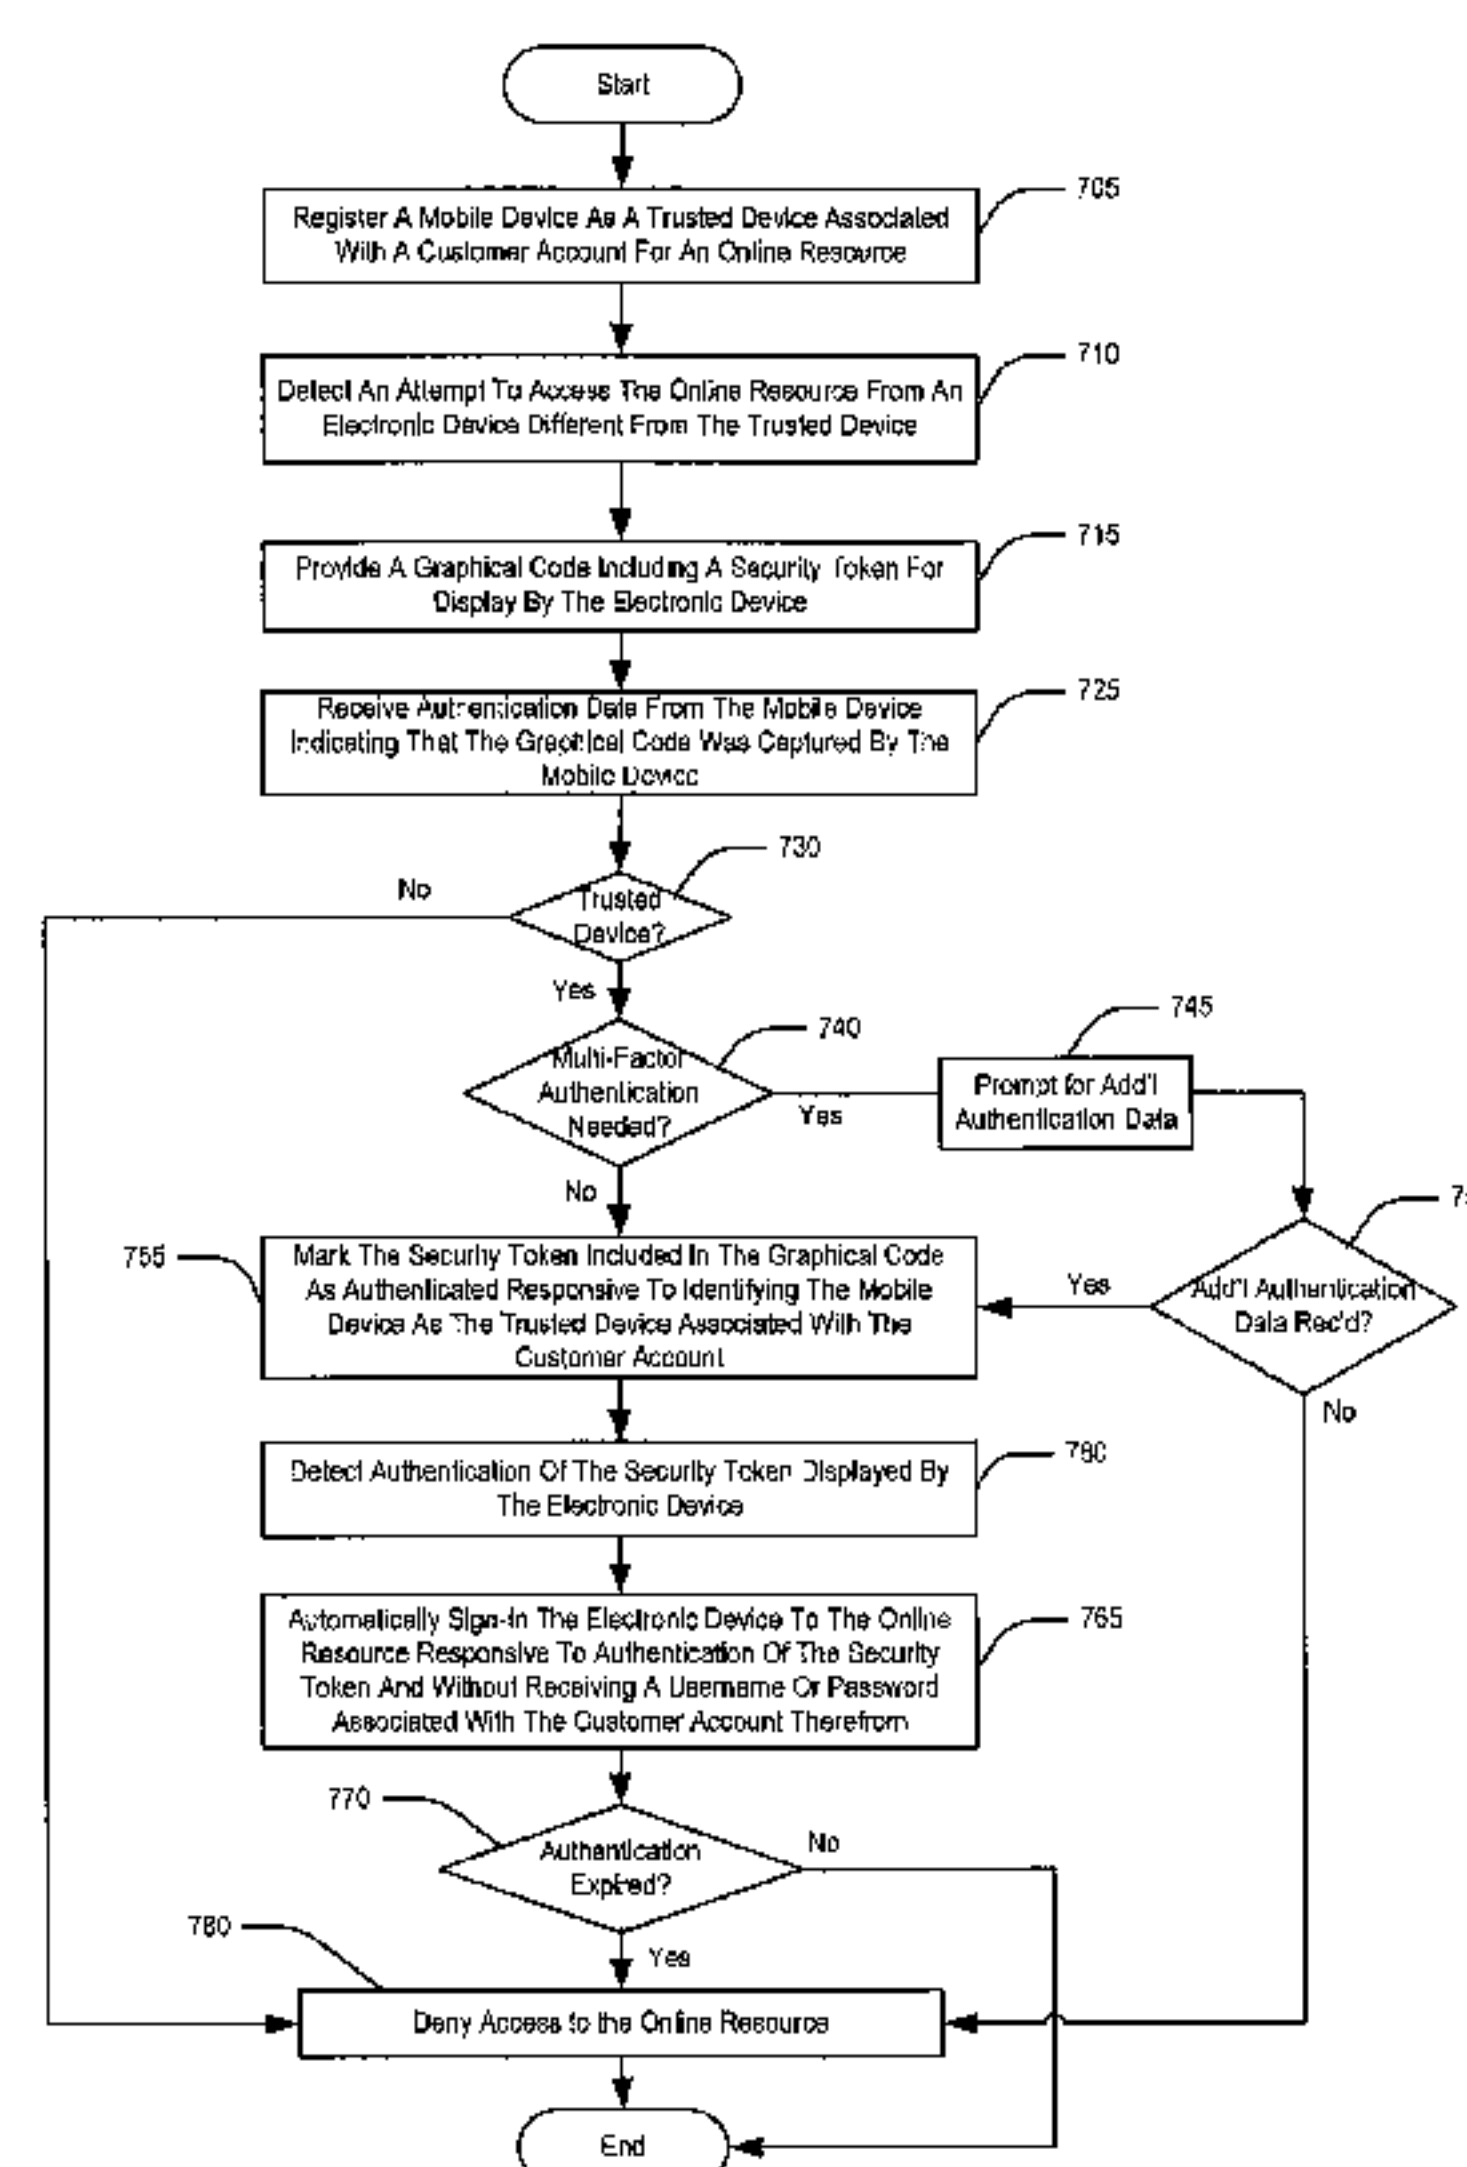 Start
705
Register A Mobile Device As A Trusted Device Associated
With A Customer Account For An Online Resource
710
Detect An Attempt To Access The Online Resource From An
Electronic Device Different From The Trusted Device
715
Provide A Graphical Code Including A Security Token For
Display By The Electronic Device
725
Receive Authentication Data From The Mobile Device
Indicating That The Graphical Code Was Captured By The
Mobile Device
730
No
Trusted
Device?
Yes
740
745
Multi-Factor
Authentication
Needed?
Yes
Prompt for Add'l
Authentication Data
No
755
Mark The Security Token Included In The Graphical Code
As Authenticated Responsive To Identifying The Mobile
Device As The Trusted Device Associated With The
Customer Account
Yes
Add'l Authentication
Data Rec'd?
No
Detect Authentication Of The Security Token Displayed By
The Electronic Device
765
Automatically Sign-In The Electronic Device To The Online
Resource Responsive To Authentication Of The Security
Token And Without Receiving A Username Or Password
Associated With The Customer Account Therefrom
770
Authentication
Expired?
No
780
Yes
Deny Access to the Online Resource
End